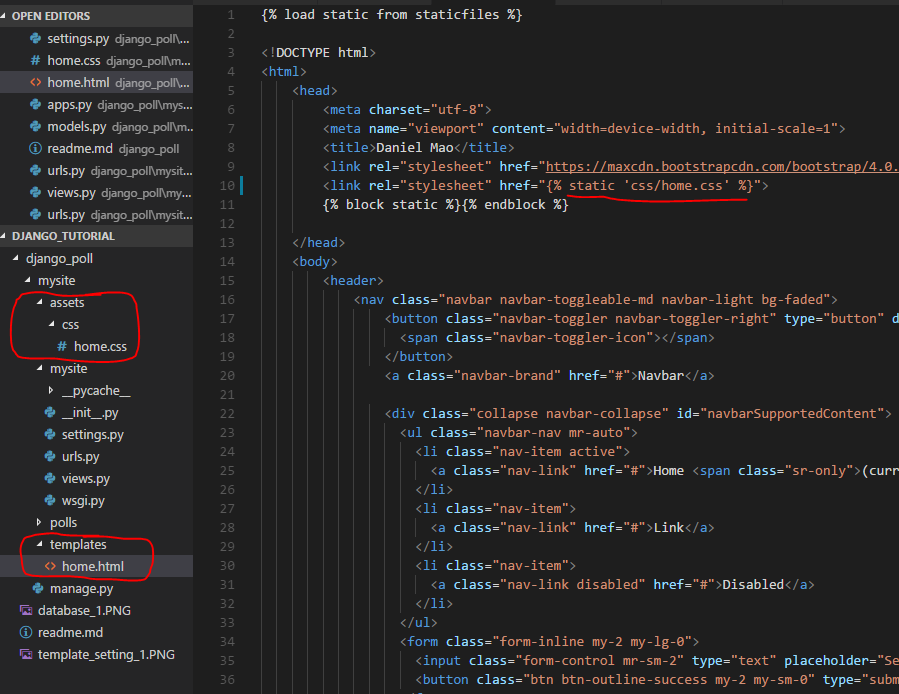 OPEN EDITORS
settings.py django_poll\...
# home.css django_poll\m...
<> home.html django_poll\...
apps.py django_poll\mys...
models.py django_poll\m...
readme.md django_poll
urls.py django_poll\mysit...
views.py django_poll\my...
urls.py django_poll\mysit...
DJANGO_TUTORIAL
django_poll
mysite
assets
css
# home.css
mysite
__pycache__
__init__.py
settings.py
urls.py
views.py
wsgi.py
polls
templates
<> home.html
manage.py
database_1.PNG
readme.md
template_setting_1.PNG
1 {% load static from staticfiles %}
2
3 <!DOCTYPE html>
4 <html>
5 <head>
6 <meta charset="utf-8">
7 <meta name="viewport" content="width=device-width, initial-scale=1">
8 <title>Daniel Mao</title>
9 <link rel="stylesheet" href="https://maxcdn.bootstrapcdn.com/bootstrap/4.0.
10 <link rel="stylesheet" href="{% static 'css/home.css' %}">
11 {% block static %}{% endblock %}
12
13 </head>
14 <body>
15 <header>
16 <nav class="navbar navbar-toggleable-md navbar-light bg-faded">
17 <button class="navbar-toggler navbar-toggler-right" type="button" d
18 <span class="navbar-toggler-icon"></span>
19 </button>
20 <a class="navbar-brand" href="#">Navbar</a>
21
22 <div class="collapse navbar-collapse" id="navbarSupportedContent">
23 <ul class="navbar-nav mr-auto">
24 <li class="nav-item active">
25 <a class="nav-link" href="#">Home <span class="sr-only">(curr
26 </li>
27 <li class="nav-item">
28 <a class="nav-link" href="#">Link</a>
29 </li>
30 <li class="nav-item">
31 <a class="nav-link disabled" href="#">Disabled</a>
32 </li>
33 </ul>
34 <form class="form-inline my-2 my-lg-0">
35 <input class="form-control mr-sm-2" type="text" placeholder="Se
36 <button class="btn btn-outline-success my-2 my-sm-0" type="subm